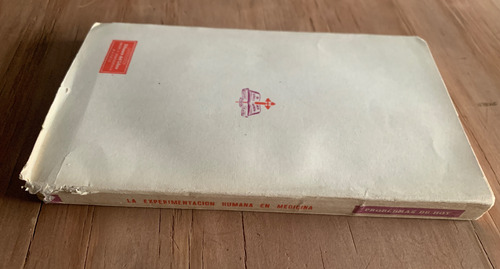 LA EXPERIMENTACION HUMANA EN MEDICINA
PROBLEMAS DE HOY